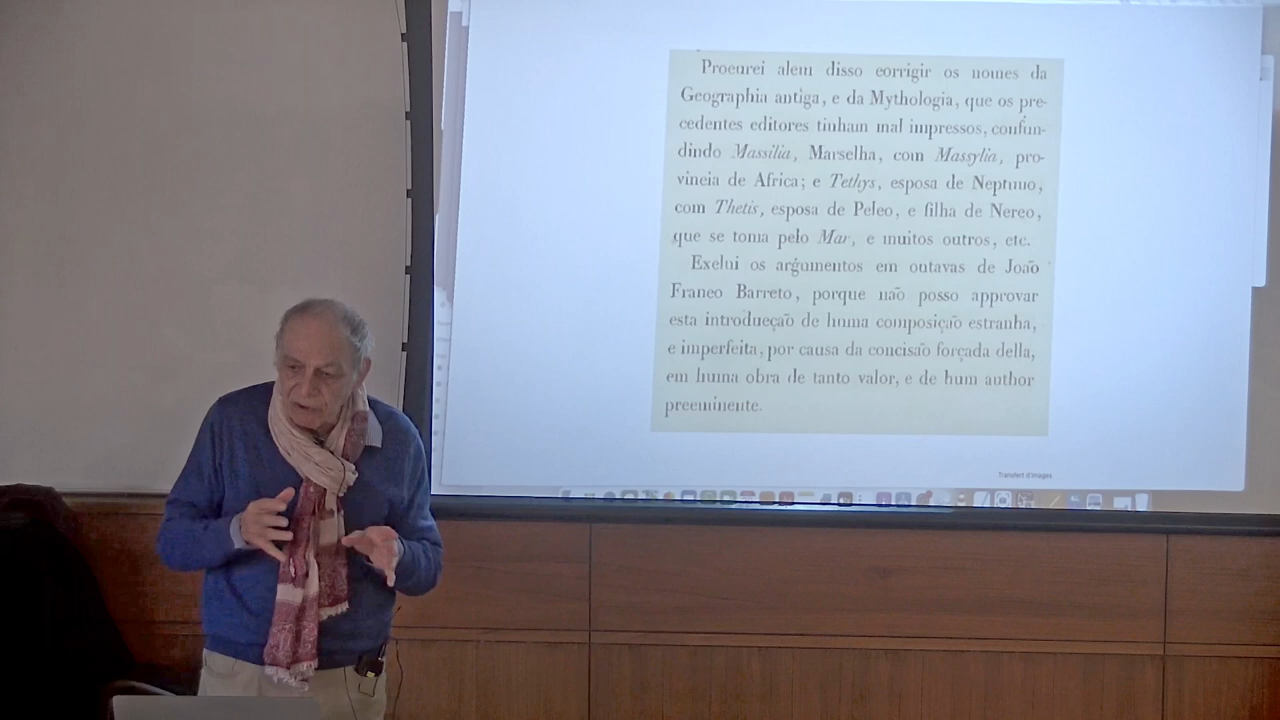 Procurei alem disso corrigir os nomes da
Geographia antiga, e da Mythologia, que os pre-
cedentes editores tinham mal impressos, confun-
dindo Massilia, Marselha, com Massylia, pro-
vincia de Africa; e Tethys, esposa de Neptuno,
com Thetis, esposa de Peleo, e filha de Nereo,
que se toma pelo Mar, e muitos outros, etc.
Exclui os argumentos em outavas de João
Franco Barreto, porque não posso approvar
esta introducção de huma composição estranha,
e imperfeita, por causa da concisão forçada della,
em huma obra de tanto valor, e de hum author
preeminente.
Transfert d'images